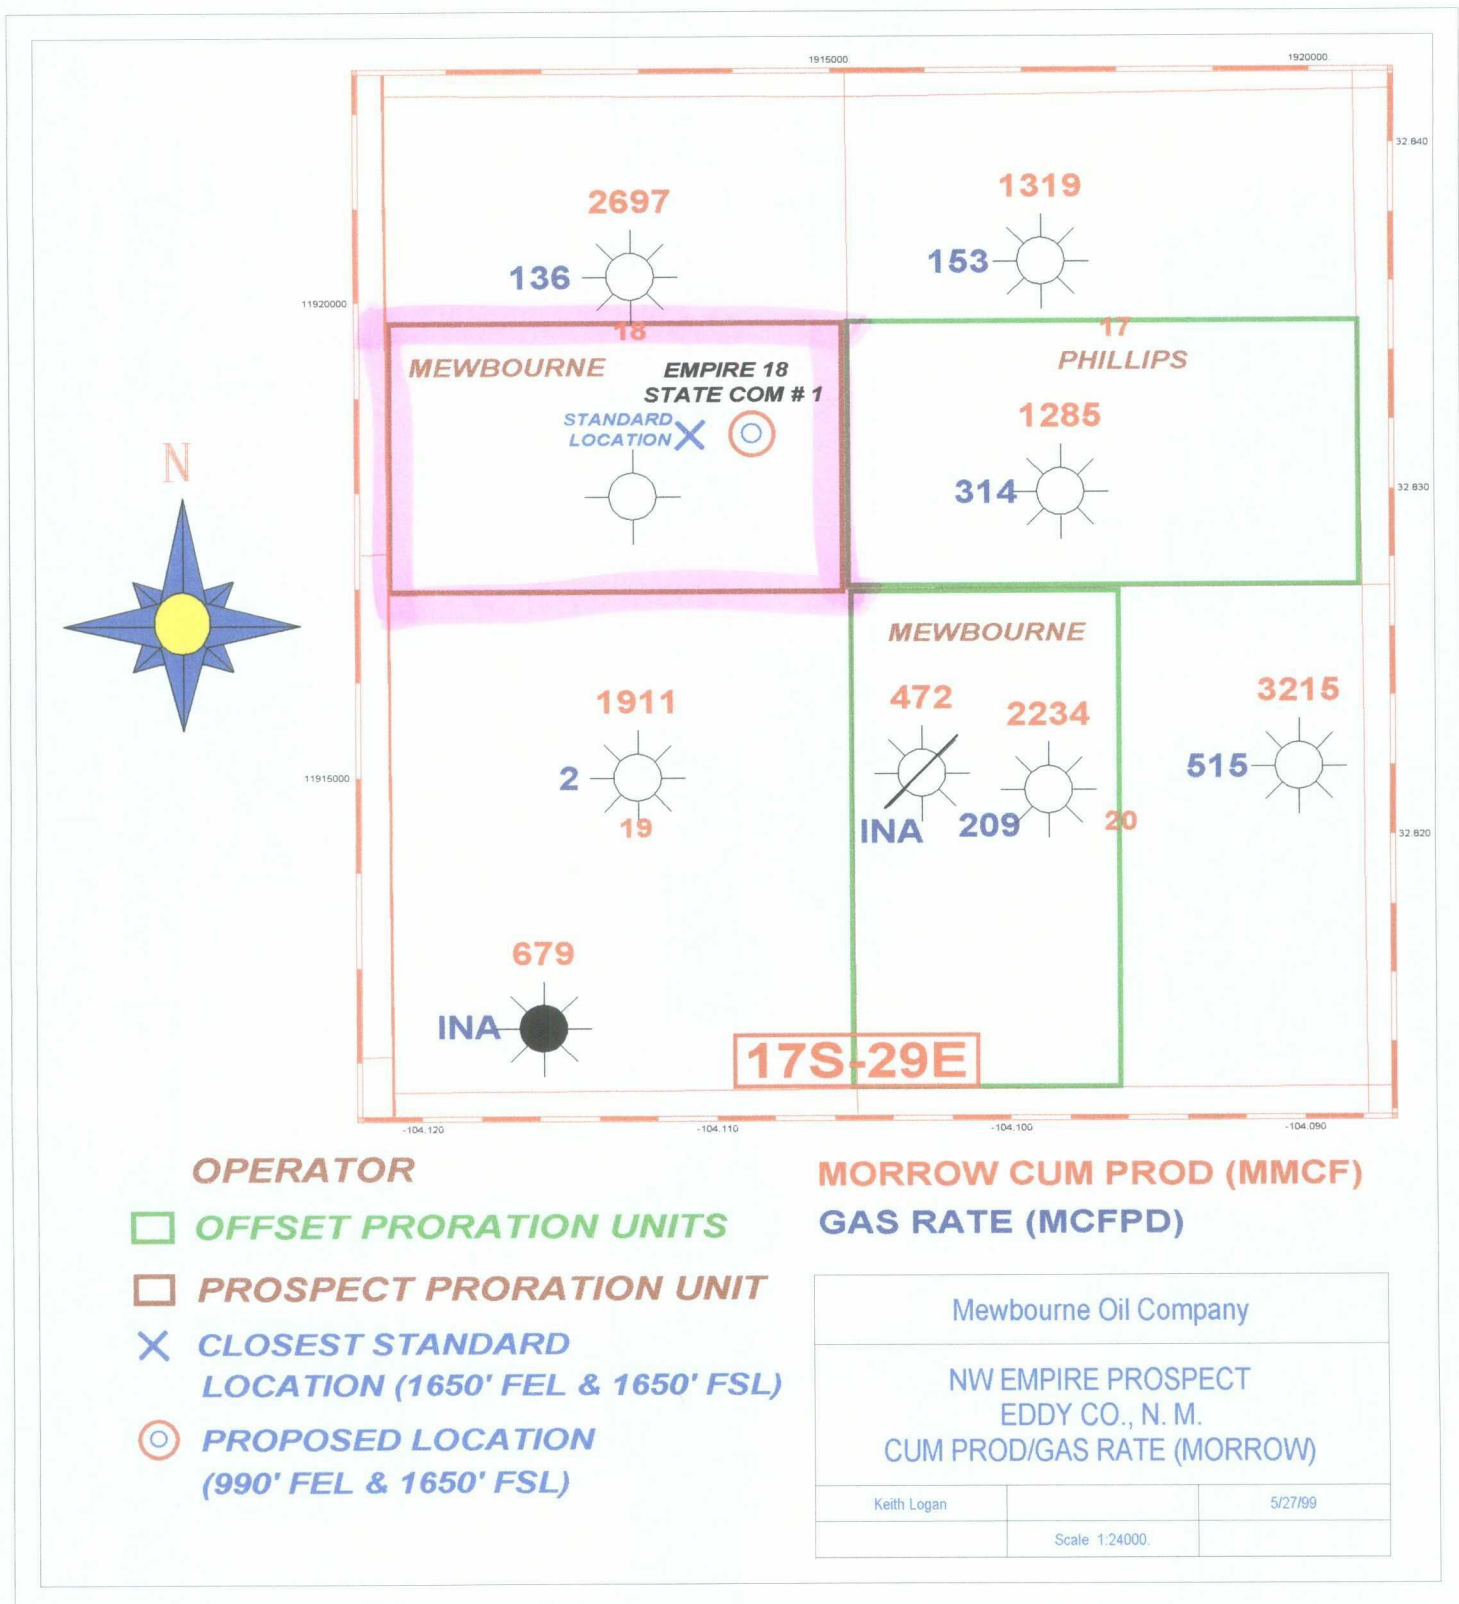 1915000
1920000
32.640
2697
1319
136
153
11920000
18
17
MEWBOURNE
EMPIRE 18
STATE COM # 1
PHILLIPS
STANDARD
LOCATION
1285
314
32.830
N
MEWBOURNE
1911
472
2234
3215
2
515
11915000
19
INA
209
20
32.820
679
INA
17S-29E
-104.120
-104.110
-104.100
-104.090
OPERATOR
OFFSET PRORATION UNITS
PROSPECT PRORATION UNIT
CLOSEST STANDARD
LOCATION (1650' FEL & 1650' FSL)
PROPOSED LOCATION
(990' FEL & 1650' FSL)
MORROW CUM PROD (MMCF)
GAS RATE (MCFPD)
Mewbourne Oil Company
NW EMPIRE PROSPECT
EDDY CO., N. M.
CUM PROD/GAS RATE (MORROW)
Keith Logan
5/27/99
Scale 1:24000.